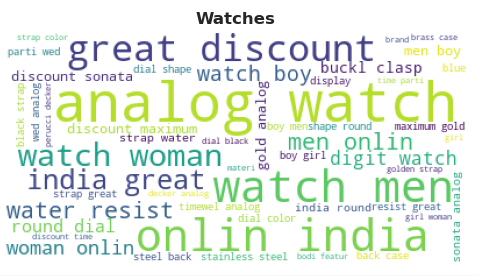 Watches
strap color
great discount
brand
brass case
parti wed
men boy
dial shape
watch boy
buckl clasp
blue
discount sonata
display
time parti
black strap
wed analog
perucci decker
analog watch
gold analog
discount maximum
boy men
shape round
maximum gold
strap water
dial black
men onlin
girl
watch woman
boy girl
digit watch
materi
golden strap
india great
watch men
sonata analog
strap great
decker analog
water resist
timewel analog
india round
resist great
round dial
dial color
girl woman
onlin india
discount time
woman onlin
steel back
stainless steel
bodi featur
back case